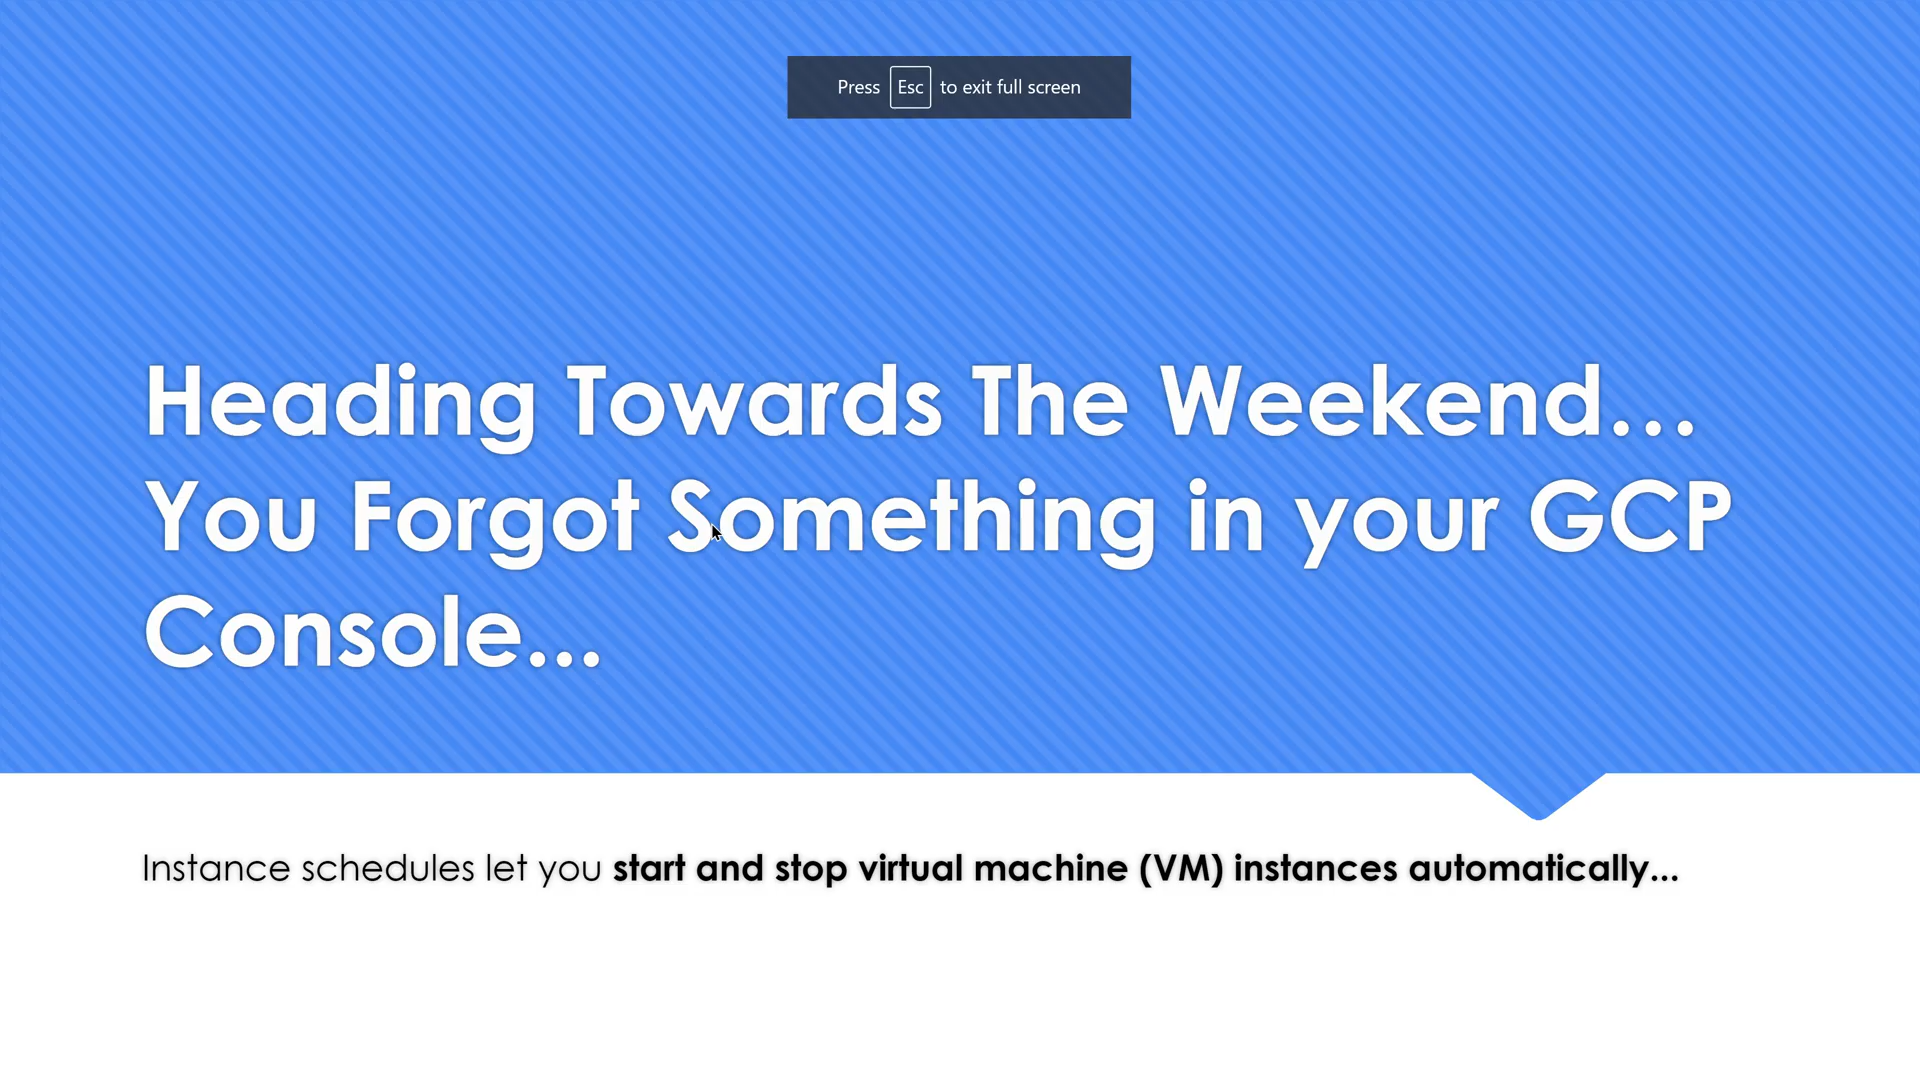 Press Esc to exit full screen
Heading Towards The Weekend...
You Forgot Something in your GCP
Console...
Instance schedules let you start and stop virtual machine (VM) instances automatically...